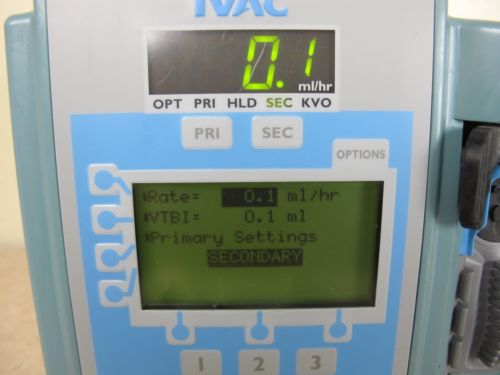 IVAC
0.1
ml/hr
OPT PRI HLD SEC KVO
PRI SEC
OPTIONS
Rate= 0.1 ml/hr
VTBI= 0.1 ml
Primary Settings
SECONDARY
1 2 3